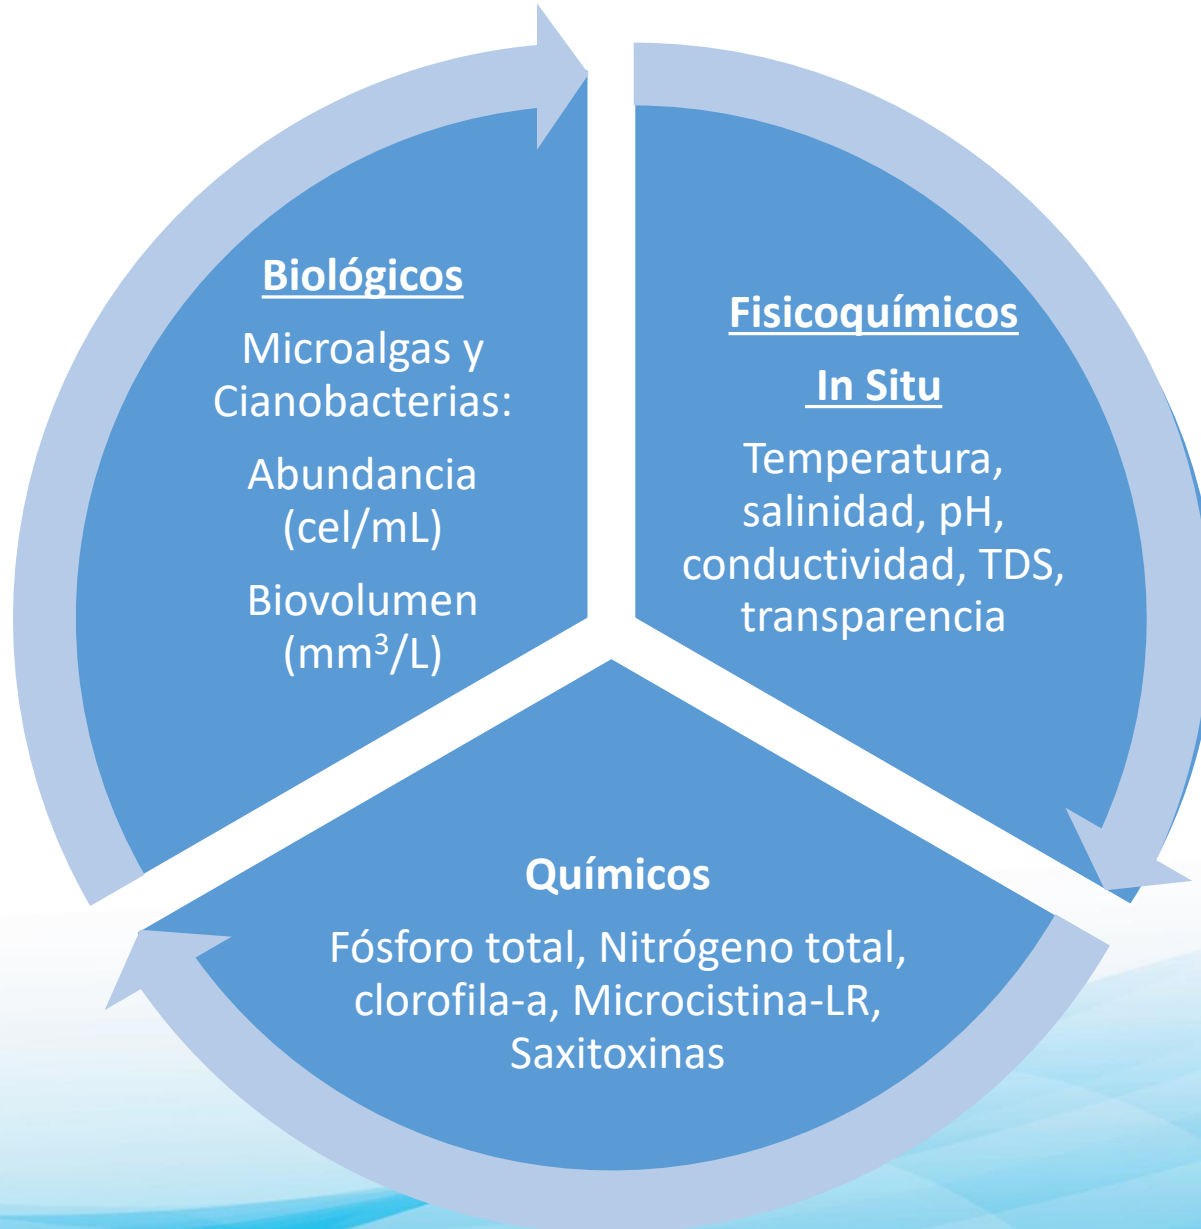 Biológicos
Microalgas y
Cianobacterias:
Abundancia
(cel/mL)
Biovolumen
(mm³/L)
Fisicoquímicos
In Situ
Temperatura,
salinidad, pH,
conductividad, TDS,
transparencia
Químicos
Fósforo total, Nitrógeno total,
clorofila-a, Microcistina-LR,
Saxitoxinas